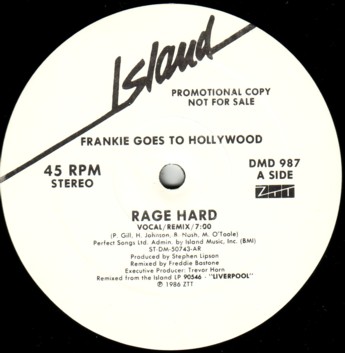 Island
PROMOTIONAL COPY
NOT FOR SALE
FRANKIE GOES TO HOLLYWOOD
45 RPM
STEREO
DMD 987
A SIDE
ZTT
RAGE HARD
VOCAL/REMIX/7:00
(P. Gill, H. Johnson, B. Nash, M. O'Toole)
Perfect Songs Ltd. Admin. by Island Music, Inc. (BMI)
ST-DM-50743-AR
Produced by Stephen Lipson
Remixed by Freddie Bastone
Executive Producer: Trevor Horn
Remixed from the Island LP 90546 - "LIVERPOOL"
℗ 1986 ZTT